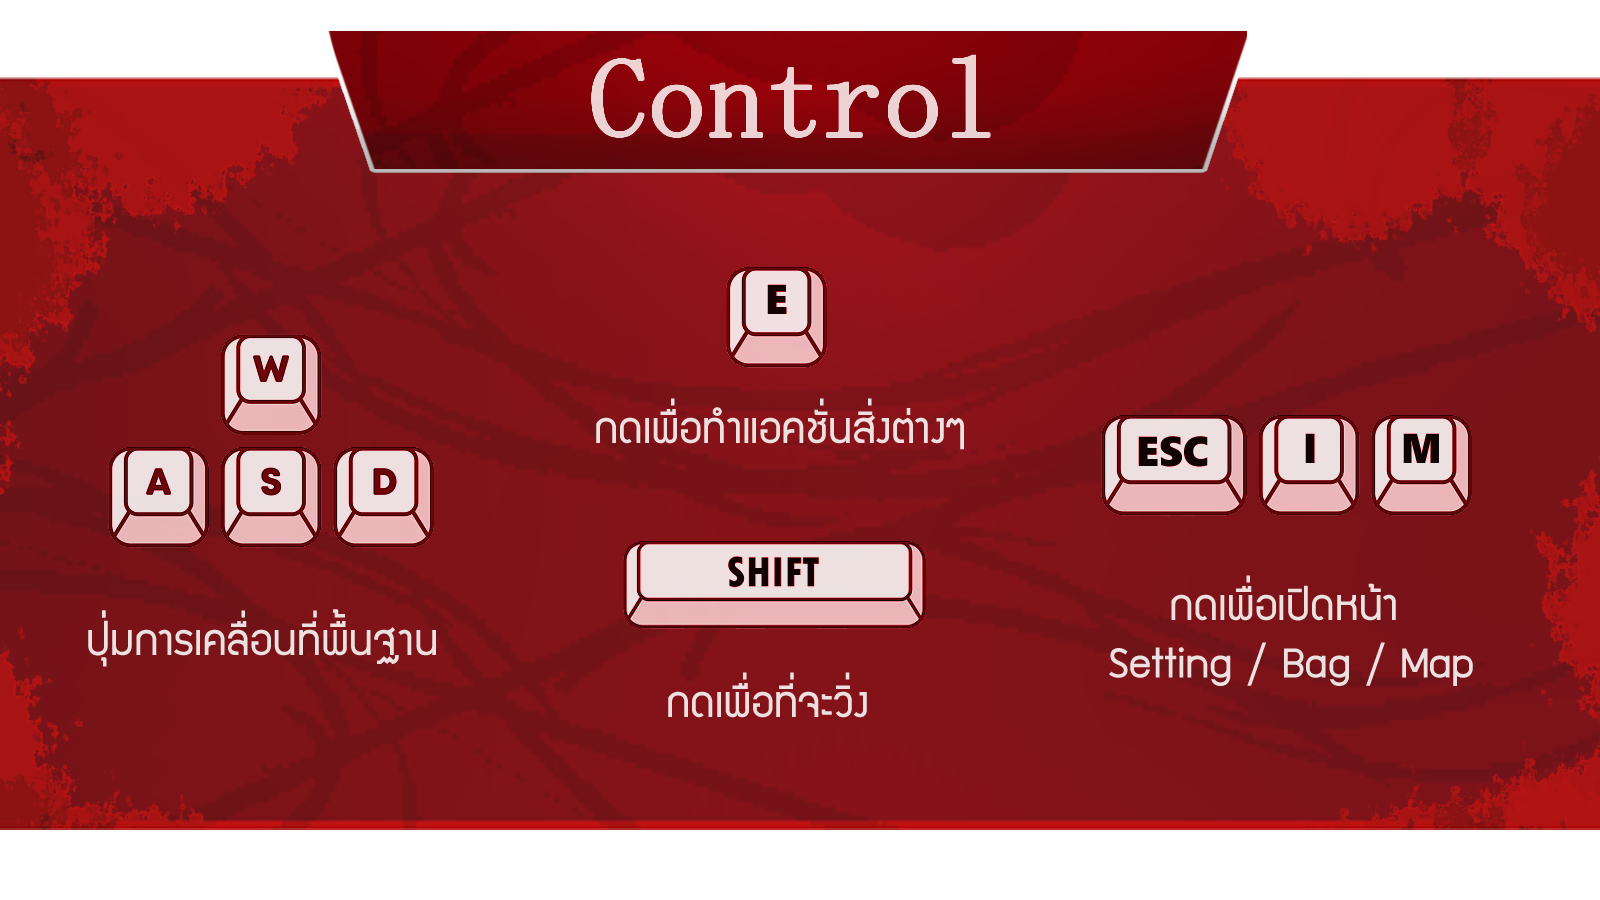 Control
W
A S D
ปุ่มการเคลื่อนที่พื้นฐาน
E
กดเพื่อทำแอคชั่นสิ่งต่างๆ
SHIFT
กดเพื่อที่จะวิ่ง
ESC I M
กดเพื่อเปิดหน้า
Setting / Bag / Map